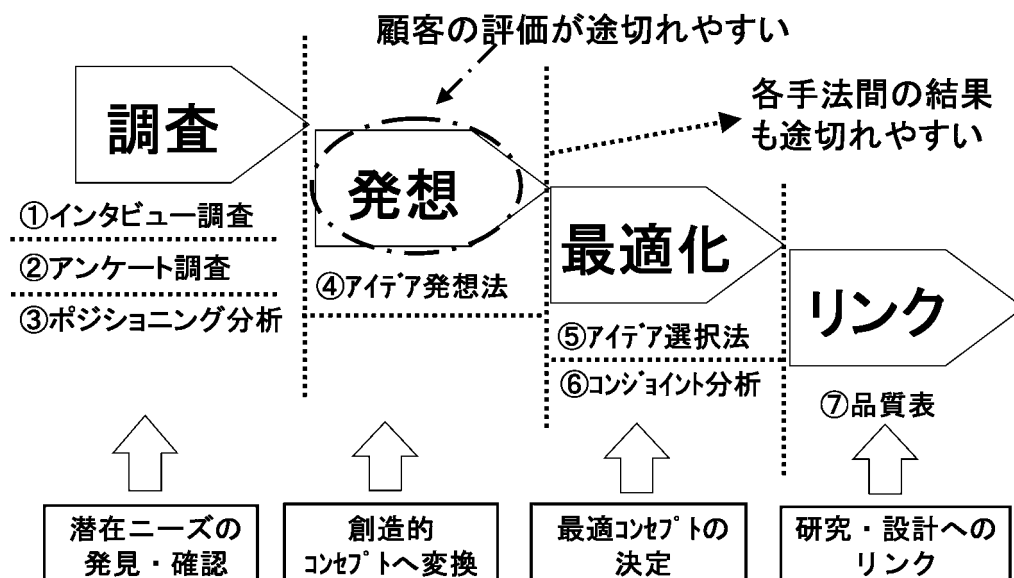 顧客の評価が途切れやすい
各手法間の結果
も途切れやすい
調査
①インタビュー調査
②アンケート調査
③ポジショニング分析
発想
④アイデア発想法
最適化
⑤アイデア選択法
⑥コンジョイント分析
リンク
⑦品質表
潜在ニーズの
発見・確認
創造的
コンセプトへ変換
最適コンセプトの
決定
研究・設計への
リンク